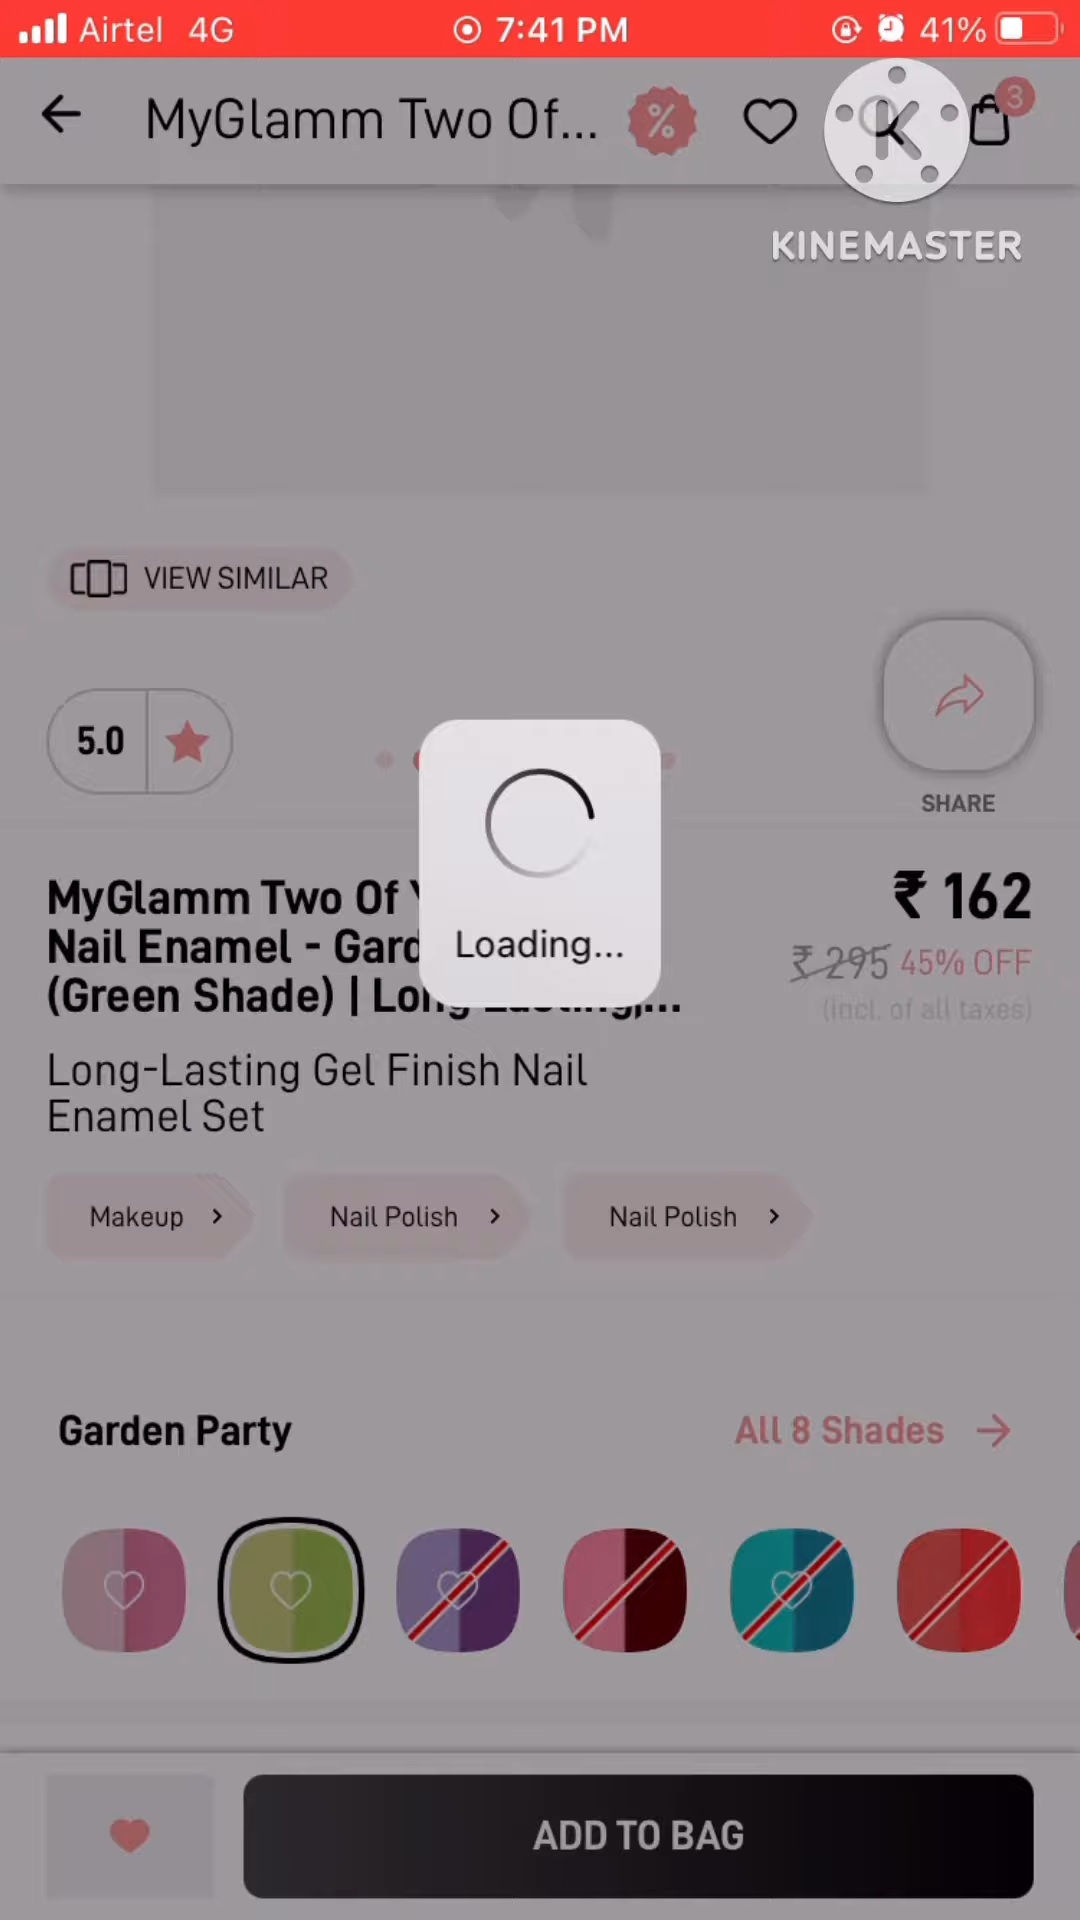 Airtel 4G 7:41 PM 41%
MyGlamm Two Of... % 3
K
KINEMASTER
VIEW SIMILAR
5.0
SHARE
Loading...
MyGlamm Two Of
Nail Enamel - Gard
(Green Shade) | Long Lasting,...
₹ 162
₹ 295 45% OFF
(incl. of all taxes)
Long-Lasting Gel Finish Nail
Enamel Set
Makeup > Nail Polish > Nail Polish >
Garden Party All 8 Shades →
ADD TO BAG